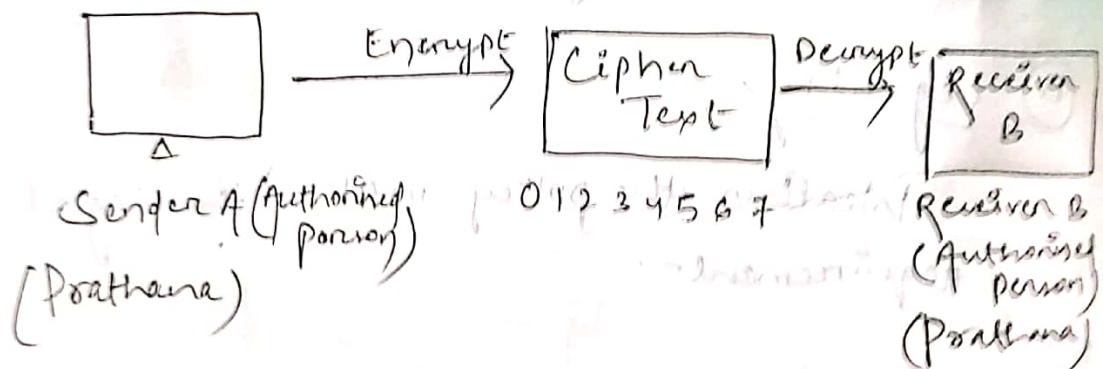 Encrypt
Cipher
Text
Decrypt
Receiver
B
Sender A (Authorised
person)
(Prathana)
0 1 2 3 4 5 6 7
Receiver B
(Authorised
person)
(Prathana)